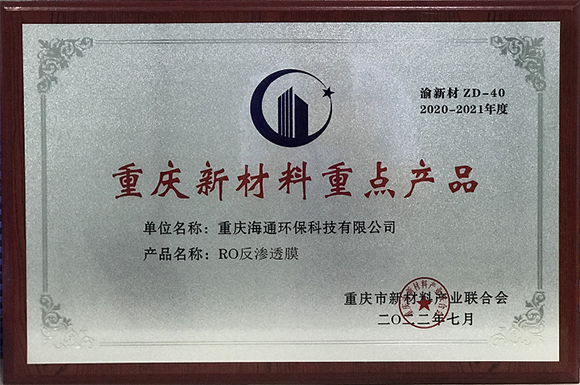 渝新材 ZD-40
2020-2021年度
重庆新材料重点产品
单位名称：重庆海通环保科技有限公司
产品名称：RO反渗透膜
重庆市新材料产业联合会
二〇二二年七月